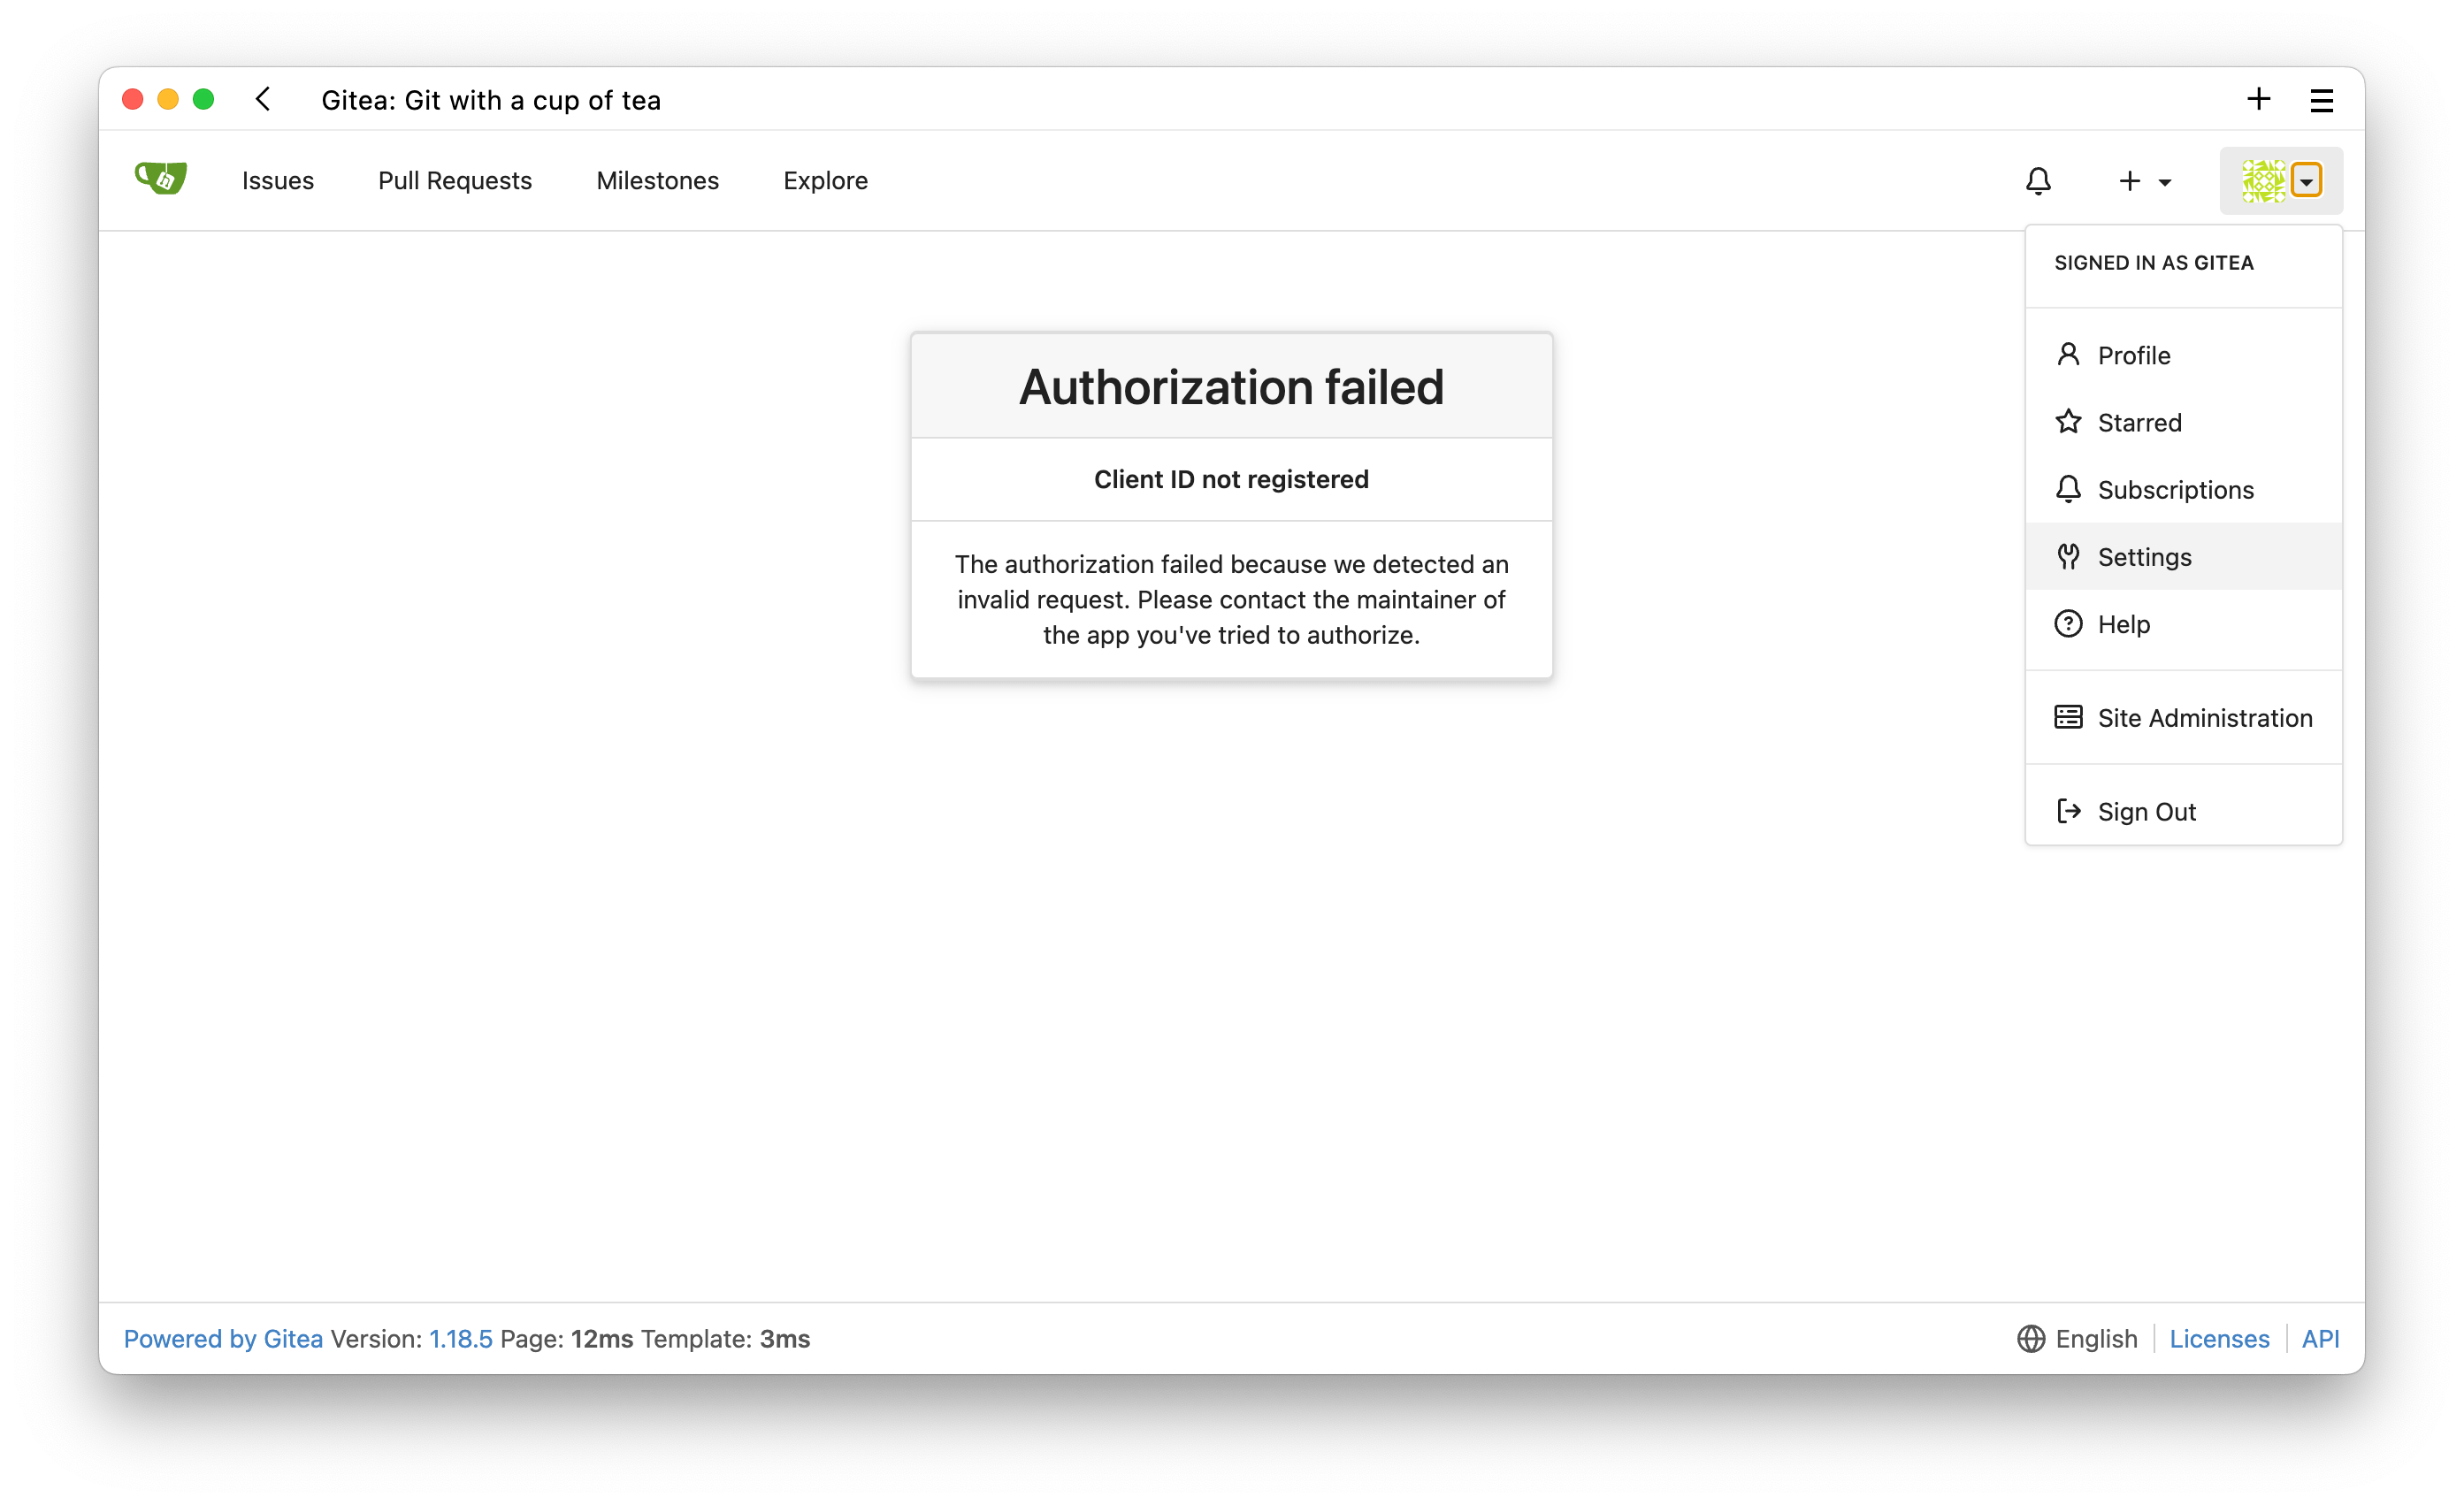 Gitea: Git with a cup of tea
Issues Pull Requests Milestones Explore
SIGNED IN AS GITEA
Profile
Starred
Subscriptions
Settings
Help
Site Administration
Sign Out
Authorization failed
Client ID not registered
The authorization failed because we detected an
invalid request. Please contact the maintainer of
the app you've tried to authorize.
Powered by Gitea Version: 1.18.5 Page: 12ms Template: 3ms
English Licenses API